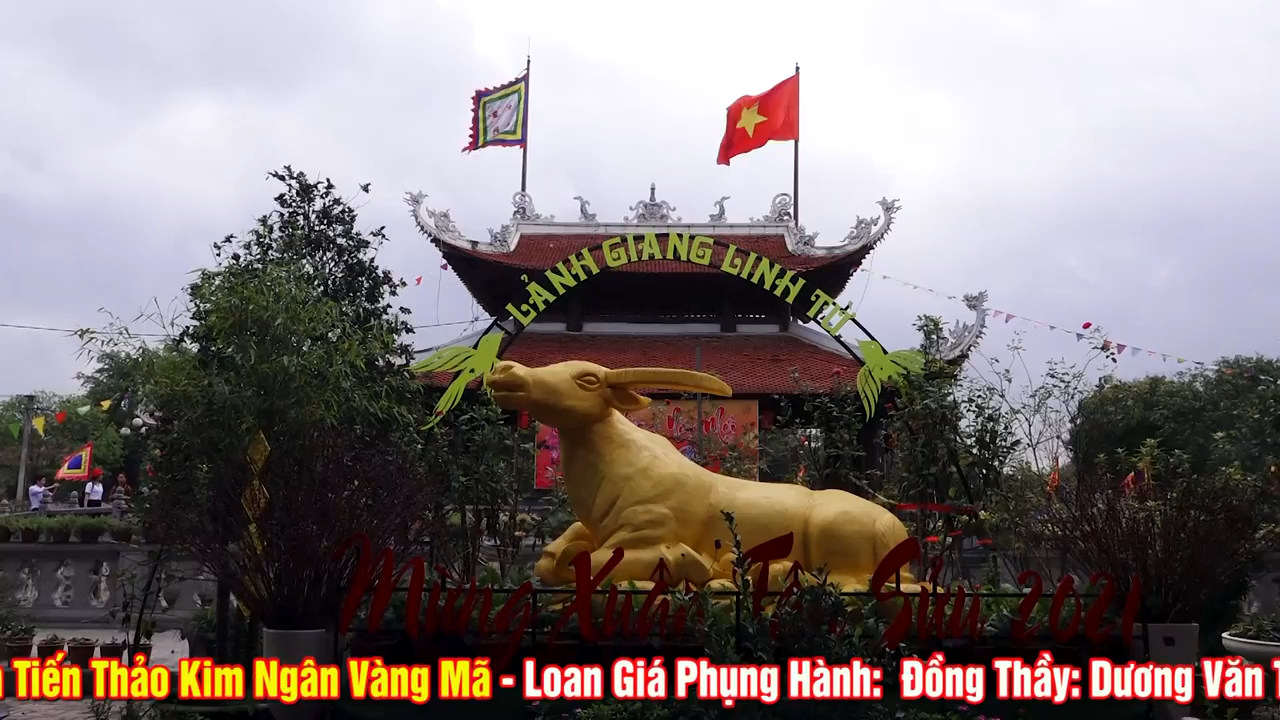 LẢNH GIANG LINH TỪ
Mừng Xuân Tân Sửu 2021
Tiến Thảo Kim Ngân Vàng Mã - Loan Giá Phụng Hành: Đồng Thầy: Dương Văn